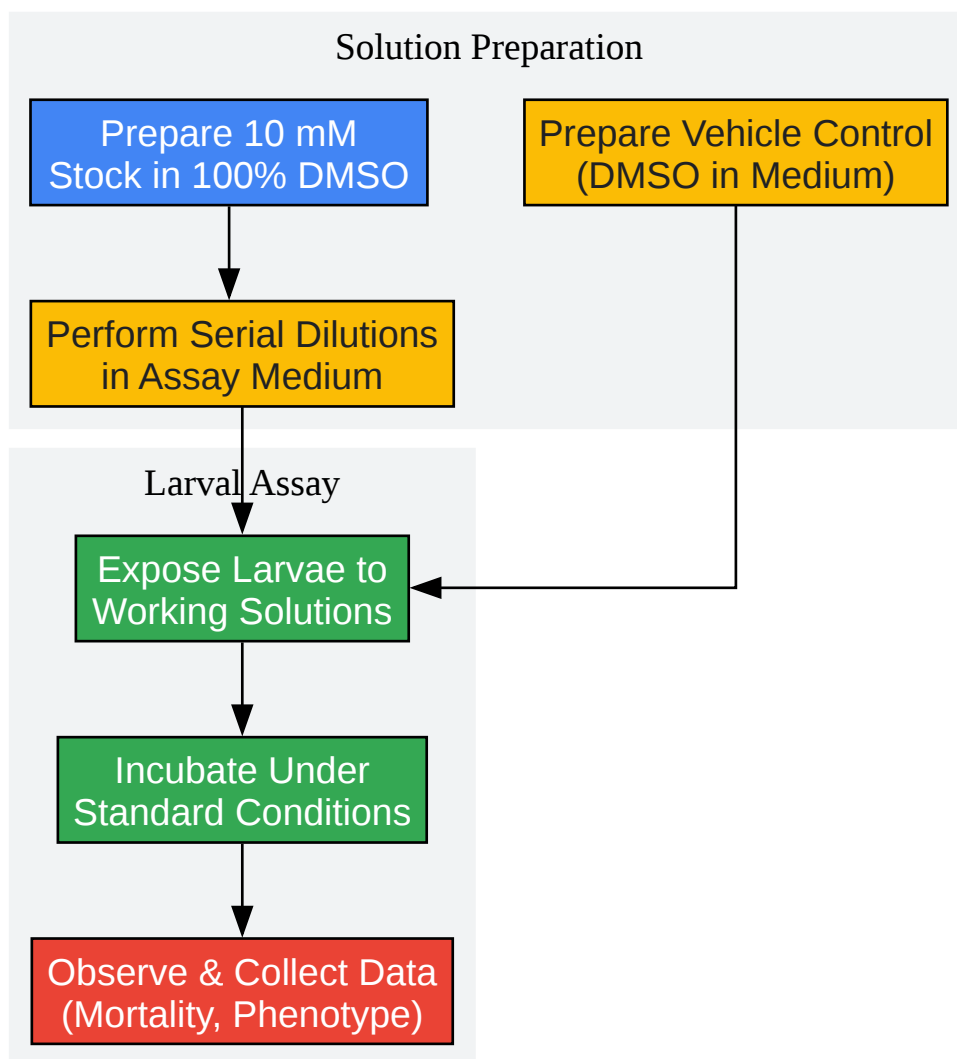 Solution Preparation
Prepare 10 mM
Stock in 100% DMSO
Prepare Vehicle Control
(DMSO in Medium)
Perform Serial Dilutions
in Assay Medium
Larval Assay
Expose Larvae to
Working Solutions
Incubate Under
Standard Conditions
Observe & Collect Data
(Mortality, Phenotype)